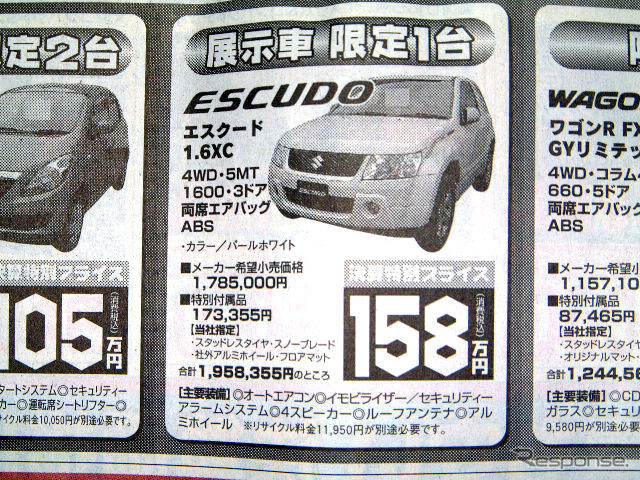 限定2台
105
万円
(消費税込)
タートシステム◎セキュリティー
カー◎運転席シートリフター◎
サイクル料金10,050円が別途必要です。
展示車 限定1台
ESCUDO
エスクード
1.6XC
4WD・5MT
1600・3ドア
両席エアバッグ
ABS
・カラー／パールホワイト
■メーカー希望小売価格
1,785,000円
■特別付属品
173,355円
【当社指定】
・スタッドレスタイヤ・スノーブレード
・社外アルミホイール・フロアマット
合計1,958,355円のところ
決算特別プライス
158
万円
(消費税込)
【主要装備】◎オートエアコン◎イモビライザー／セキュリティー
アラームシステム◎4スピーカー◎ルーフアンテナ◎アル
ミホイール ※リサイクル料金11,950円が別途必要です。
WAGO
ワゴンR FX
GYリミテッ
4WD・コラム4
660・5ドア
両席エアバッ
ABS
■メーカー希
1,157,10
■特別付属品
87,465円
【当社指定】
・スタッドレスタイ
・オリジナルマット・
合計1,244,56
【主要装備】◎CD
ガラス◎セキュリ
9,580円が別途必要です。
Response.